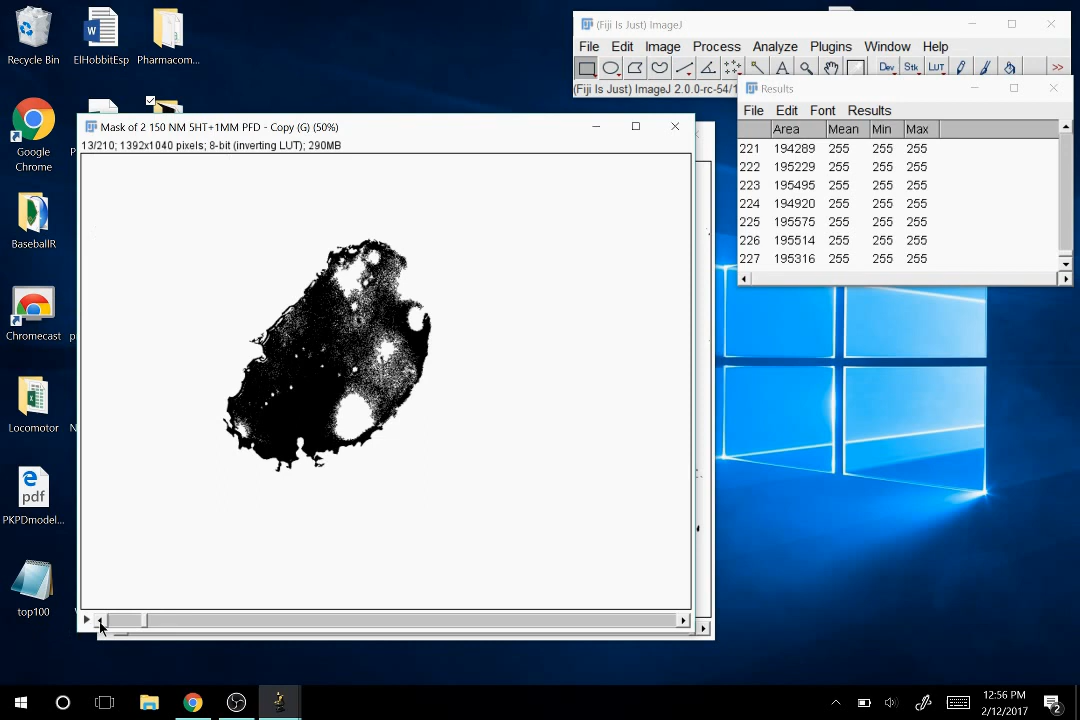 Recycle Bin
ElHobbitEsp
Pharmacom...
Google
Chrome
BaseballR
Chromecast
Locomotor
PKPDmodel...
pdf
top100
(Fiji Is Just) ImageJ
File Edit Image Process Analyze Plugins Window Help
Dev Stk LUT >>
(Fiji Is Just) ImageJ 2.0.0-rc-54/1
Results
File Edit Font Results
Area Mean Min Max
221 194289 255 255 255
222 195229 255 255 255
223 195495 255 255 255
224 194920 255 255 255
225 195575 255 255 255
226 195514 255 255 255
227 195316 255 255 255
Mask of 2 150 NM 5HT+1MM PFD - Copy (G) (50%)
13/210; 1392x1040 pixels; 8-bit (inverting LUT); 290MB
12:56 PM
2/12/2017
2